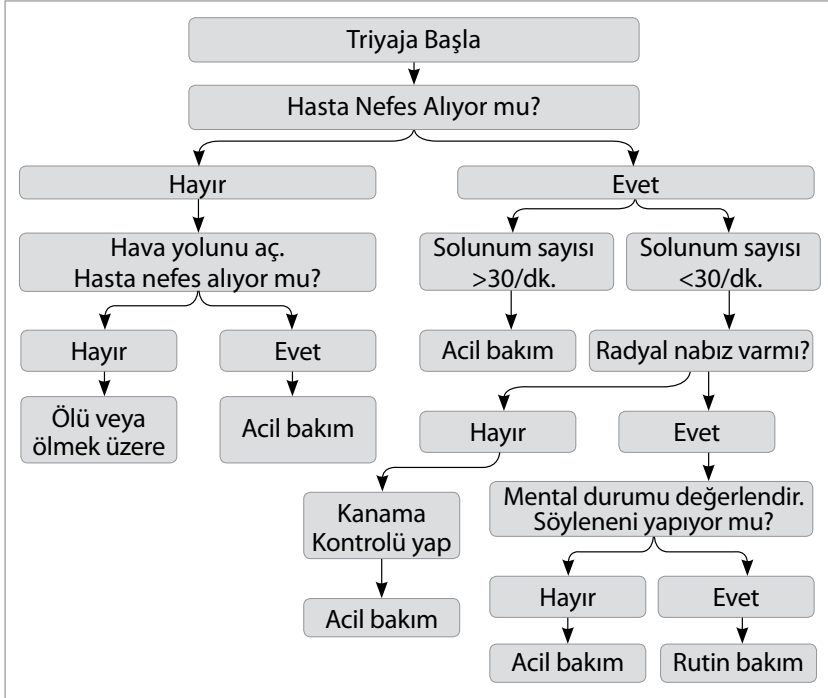 Triyaja Başla
Hasta Nefes Alıyor mu?
Hayır
Evet
Hava yolunu aç.
Hasta nefes alıyor mu?
Solunum sayısı
>30/dk.
Solunum sayısı
<30/dk.
Hayır
Evet
Acil bakım
Radyal nabız varmı?
Ölü veya
ölmek üzere
Acil bakım
Hayır
Evet
Kanama
Kontrolü yap
Mental durumu değerlendir.
Söyleneni yapıyor mu?
Acil bakım
Hayır
Evet
Acil bakım
Rutin bakım